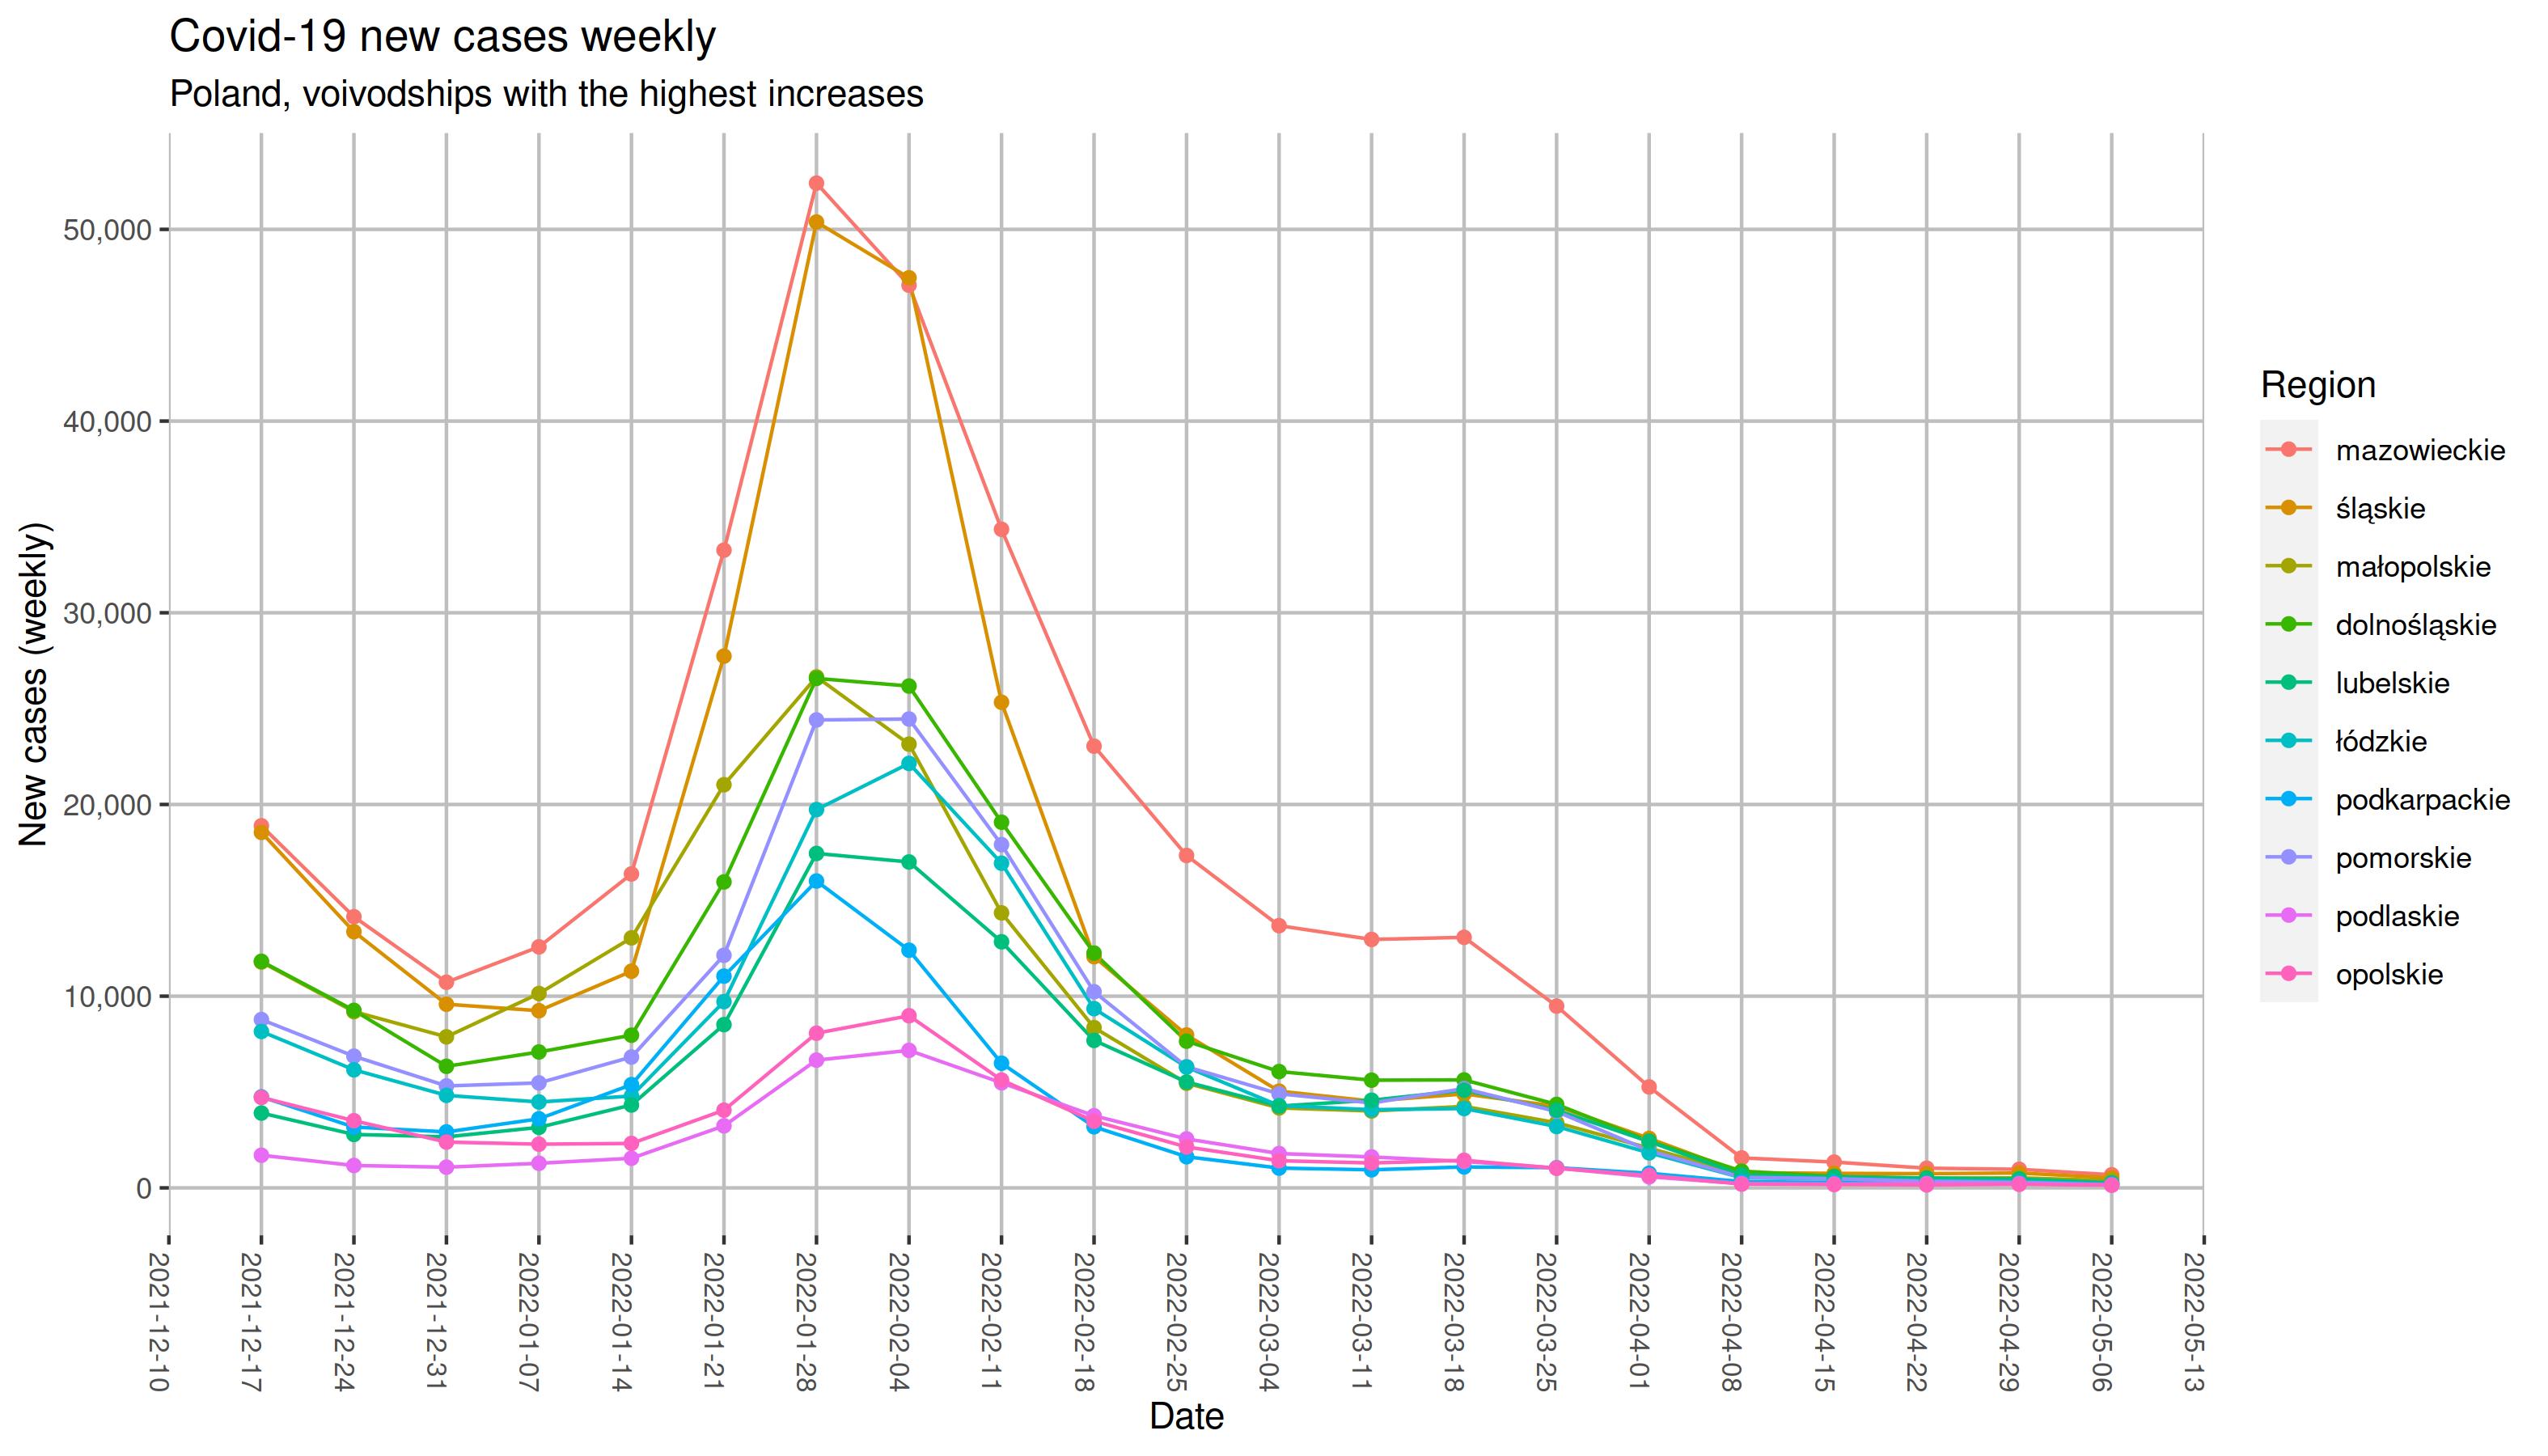 Covid-19 new cases weekly
Poland, voivodships with the highest increases
New cases (weekly)
50,000
40,000
30,000
20,000
10,000
0
2021-12-10
2021-12-17
2021-12-24
2021-12-31
2022-01-07
2022-01-14
2022-01-21
2022-01-28
2022-02-04
2022-02-11
2022-02-18
2022-02-25
2022-03-04
2022-03-11
2022-03-18
2022-03-25
2022-04-01
2022-04-08
2022-04-15
2022-04-22
2022-04-29
2022-05-06
2022-05-13
Date
Region
mazowieckie
śląskie
małopolskie
dolnośląskie
lubelskie
łódzkie
podkarpackie
pomorskie
podlaskie
opolskie